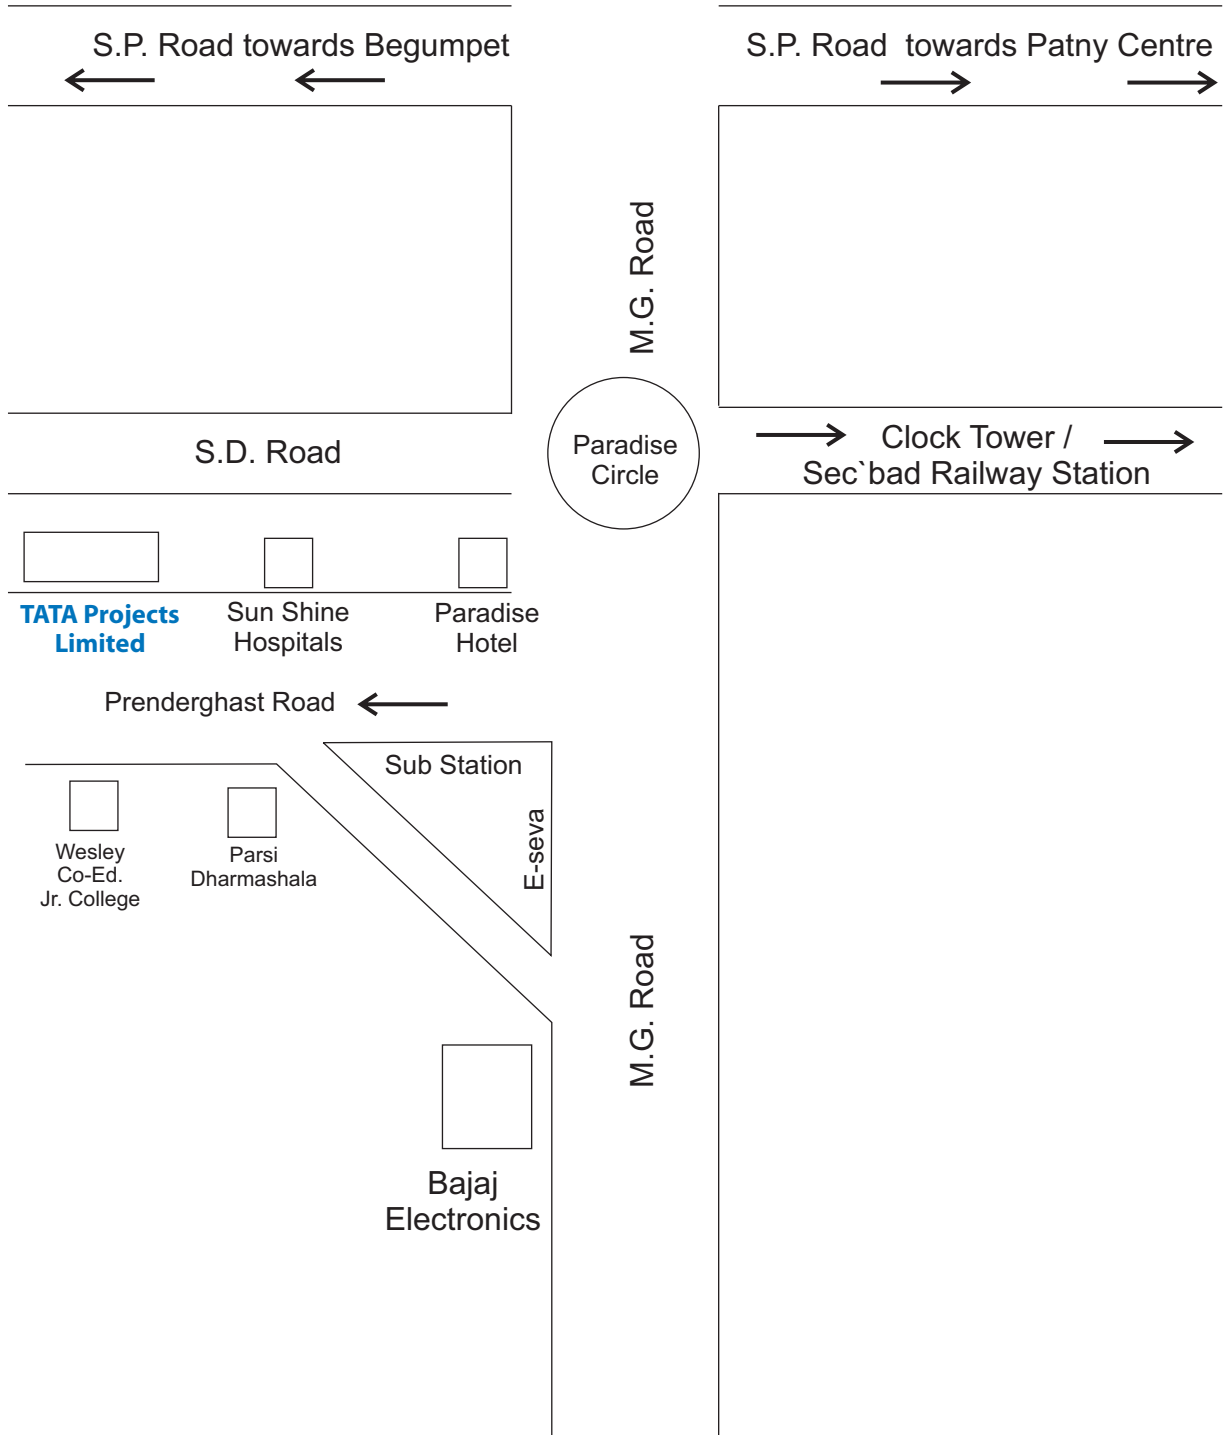 S.P. Road towards Begumpet
S.P. Road towards Patny Centre
M.G. Road
S.D. Road
Paradise
Circle
Clock Tower /
Sec`bad Railway Station
TATA Projects
Limited
Sun Shine
Hospitals
Paradise
Hotel
Prenderghast Road
Sub Station
E-seva
Wesley
Co-Ed.
Jr. College
Parsi
Dharmashala
M.G. Road
Bajaj
Electronics